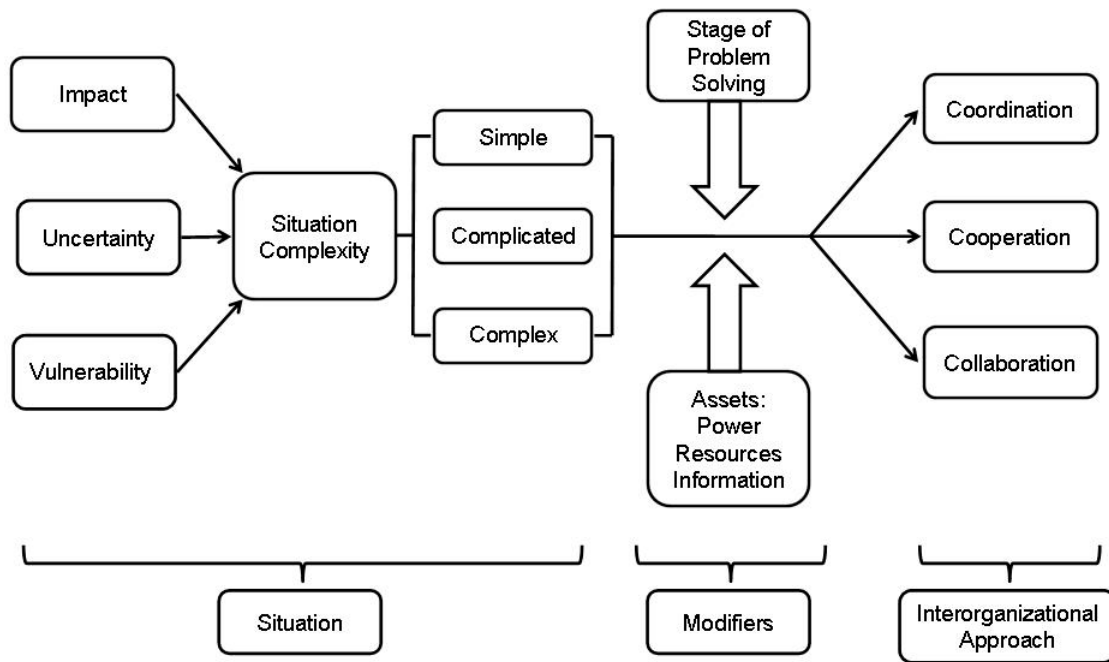 Impact
Uncertainty
Vulnerability
Situation
Complexity
Simple
Complicated
Complex
Stage of
Problem
Solving
Assets:
Power
Resources
Information
Coordination
Cooperation
Collaboration
Situation
Modifiers
Interorganizational
Approach